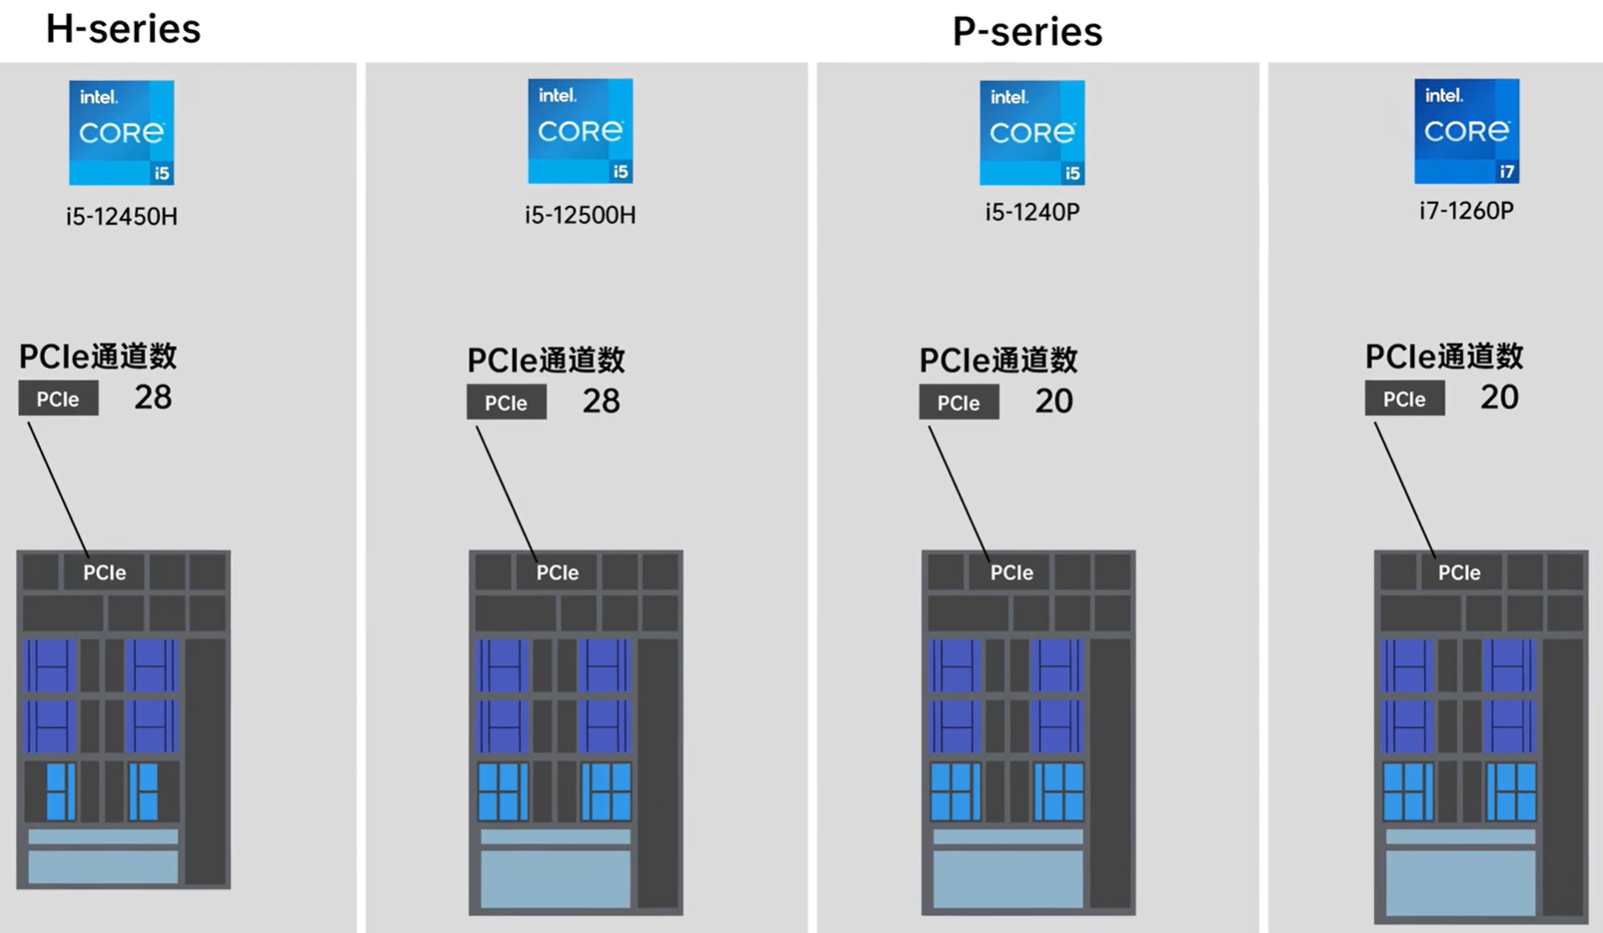 H-series
P-series
intel.
CORe
i5
i5-12450H
PCIe通道数
PCIe 28
PCIe
intel.
CORe
i5
i5-12500H
PCIe通道数
PCIe 28
PCIe
intel.
CORe
i5
i5-1240P
PCIe通道数
PCIe 20
PCIe
intel.
CORe
i7
i7-1260P
PCIe通道数
PCIe 20
PCIe